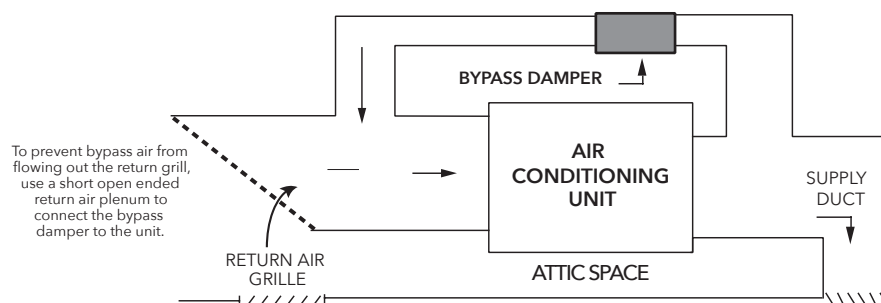 BYPASS DAMPER
To prevent bypass air from
flowing out the return grill,
use a short open ended
return air plenum to
connect the bypass
damper to the unit.
AIR
CONDITIONING
UNIT
SUPPLY
DUCT
RETURN AIR
GRILLE
ATTIC SPACE